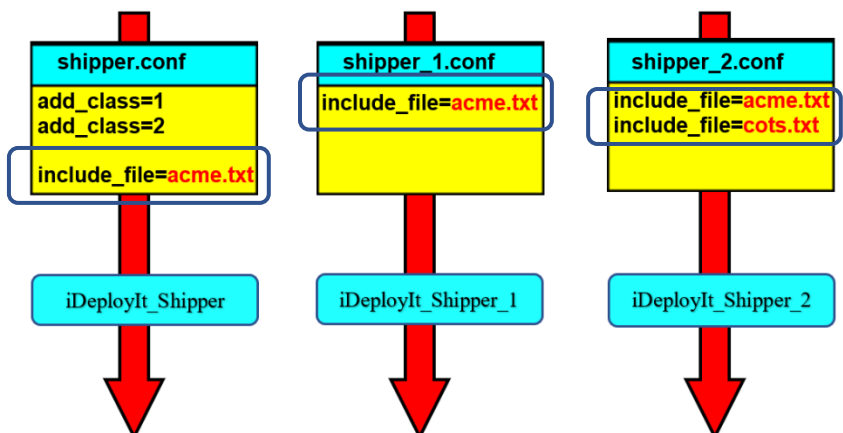 shipper.conf
add_class=1
add_class=2
include_file=acme.txt
iDeployIt_Shipper
shipper_1.conf
include_file=acme.txt
iDeployIt_Shipper_1
shipper_2.conf
include_file=acme.txt
include_file=cots.txt
iDeployIt_Shipper_2